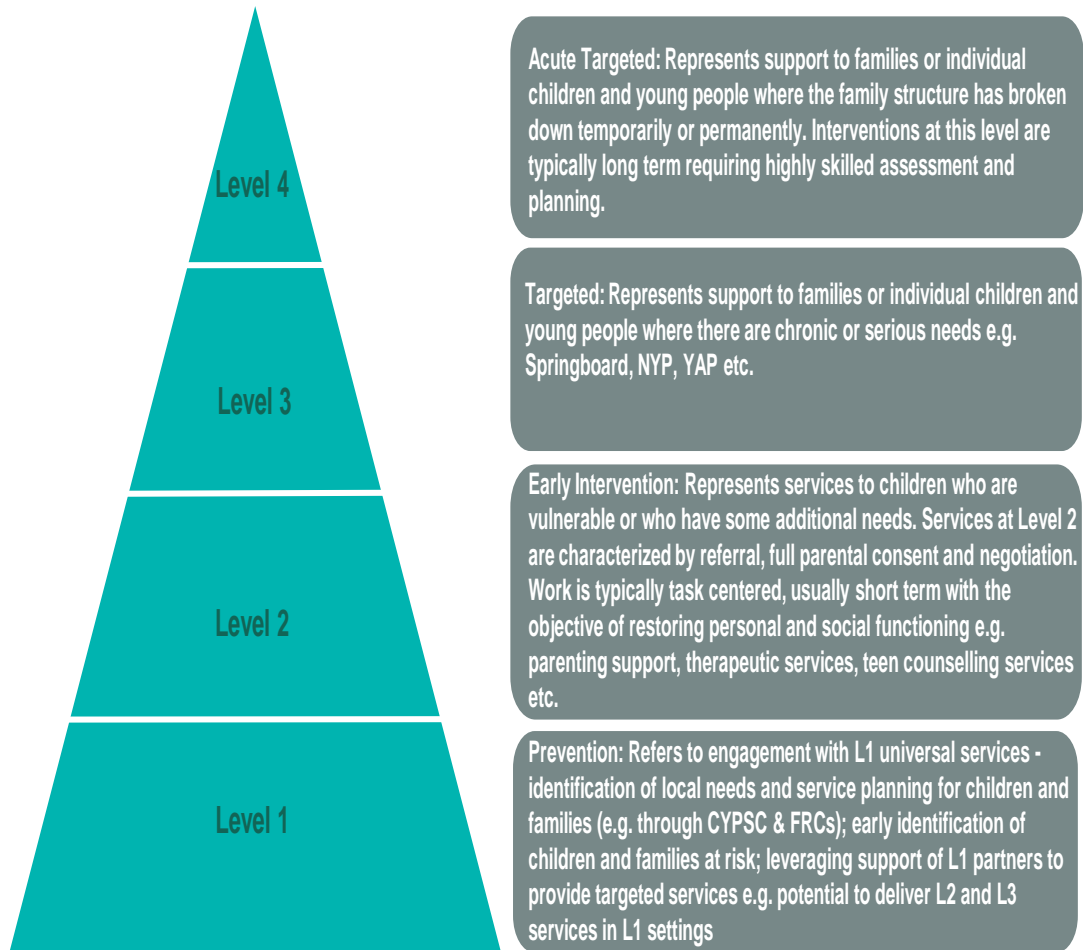 Level 4
Acute Targeted: Represents support to families or individual
children and young people where the family structure has broken
down temporarily or permanently. Interventions at this level are
typically long term requiring highly skilled assessment and
planning.
Level 3
Targeted: Represents support to families or individual children and
young people where there are chronic or serious needs e.g.
Springboard, NYP, YAP etc.
Level 2
Early Intervention: Represents services to children who are
vulnerable or who have some additional needs. Services at Level 2
are characterized by referral, full parental consent and negotiation.
Work is typically task centered, usually short term with the
objective of restoring personal and social functioning e.g.
parenting support, therapeutic services, teen counselling services
etc.
Level 1
Prevention: Refers to engagement with L1 universal services -
identification of local needs and service planning for children and
families (e.g. through CYPSC & FRCs); early identification of
children and families at risk; leveraging support of L1 partners to
provide targeted services e.g. potential to deliver L2 and L3
services in L1 settings